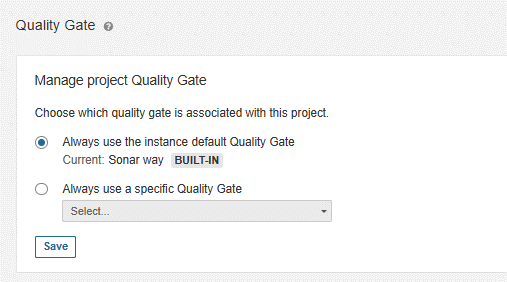 Quality Gate ?
Manage project Quality Gate
Choose which quality gate is associated with this project.
Always use the instance default Quality Gate
Current: Sonar way BUILT-IN
Always use a specific Quality Gate
Select...
Save